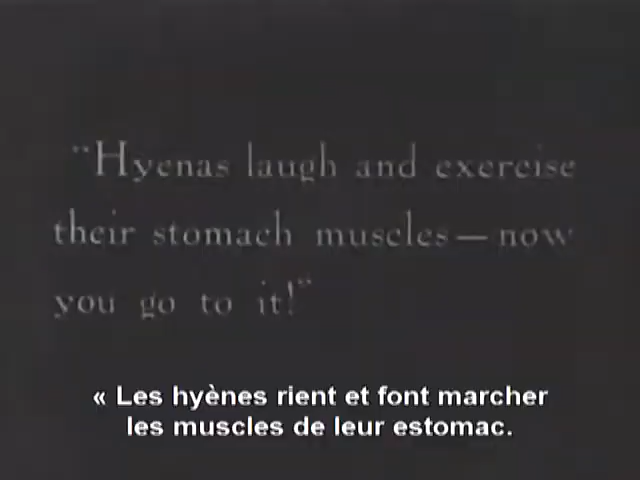 "Hyenas laugh and exercise
their stomach muscles — now
you go to it!"
« Les hyènes rient et font marcher
les muscles de leur estomac.